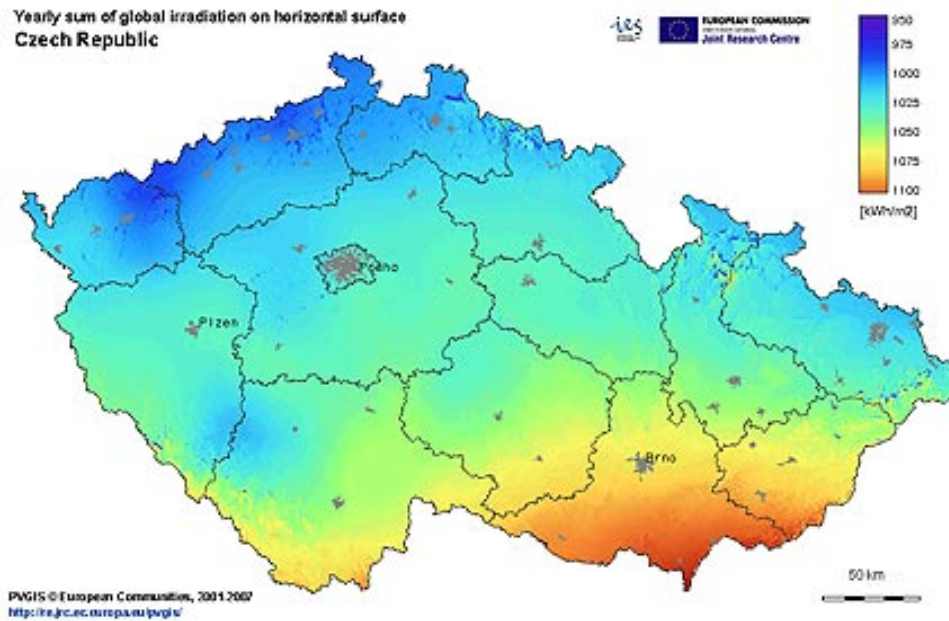 Yearly sum of global irradiation on horizontal surface
Czech Republic
ies
EUROPEAN COMMISSION
Joint Research Centre
950
975
1000
1025
1050
1075
1100
[kWh/m2]
Praha
Plzen
Brno
50 km
PVGIS © European Communities, 2001-2007
http://re.jrc.ec.europa.eu/pvgis/